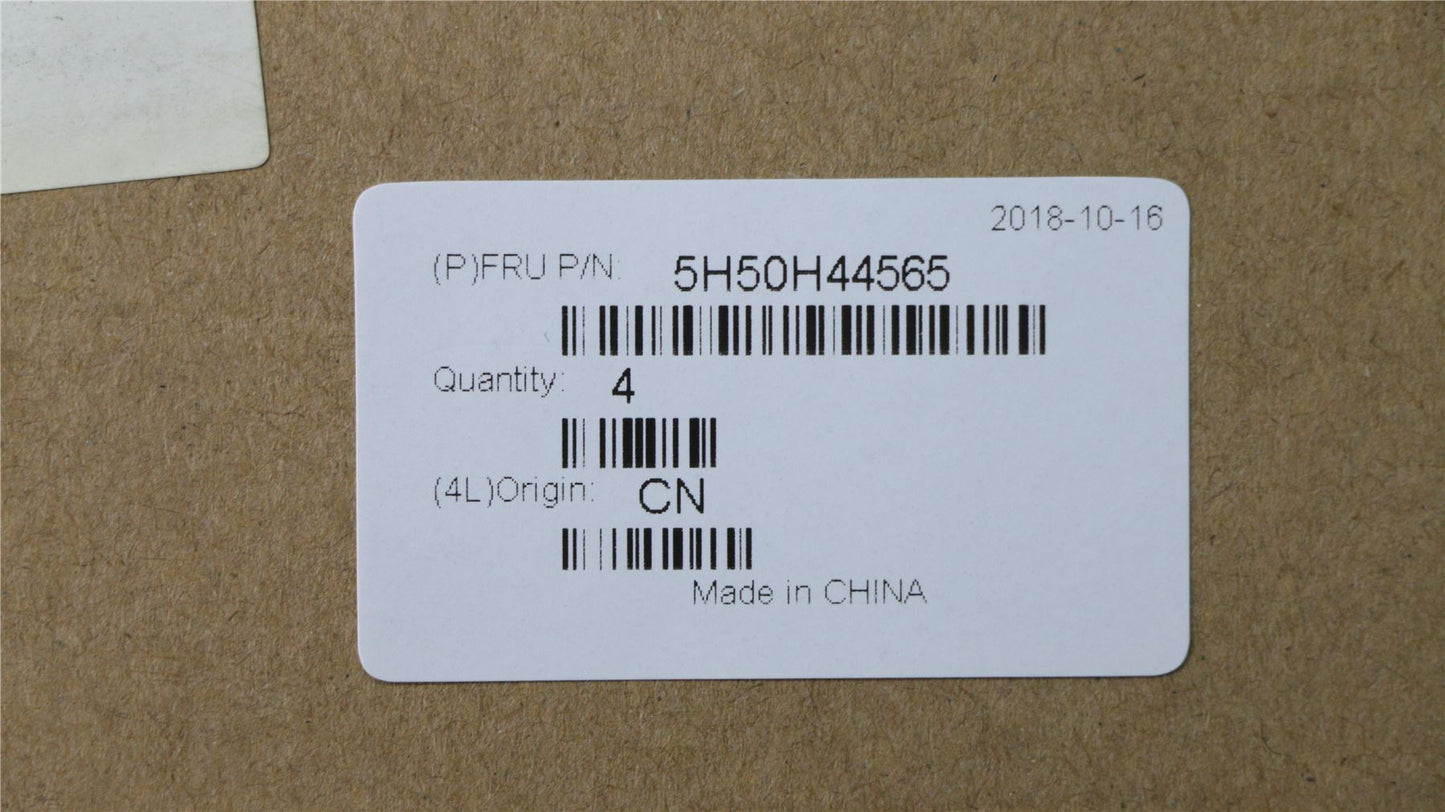 2018-10-16
(P)FRU P/N: 5H50H44565
Quantity: 4
(4L)Origin: CN
Made in CHINA